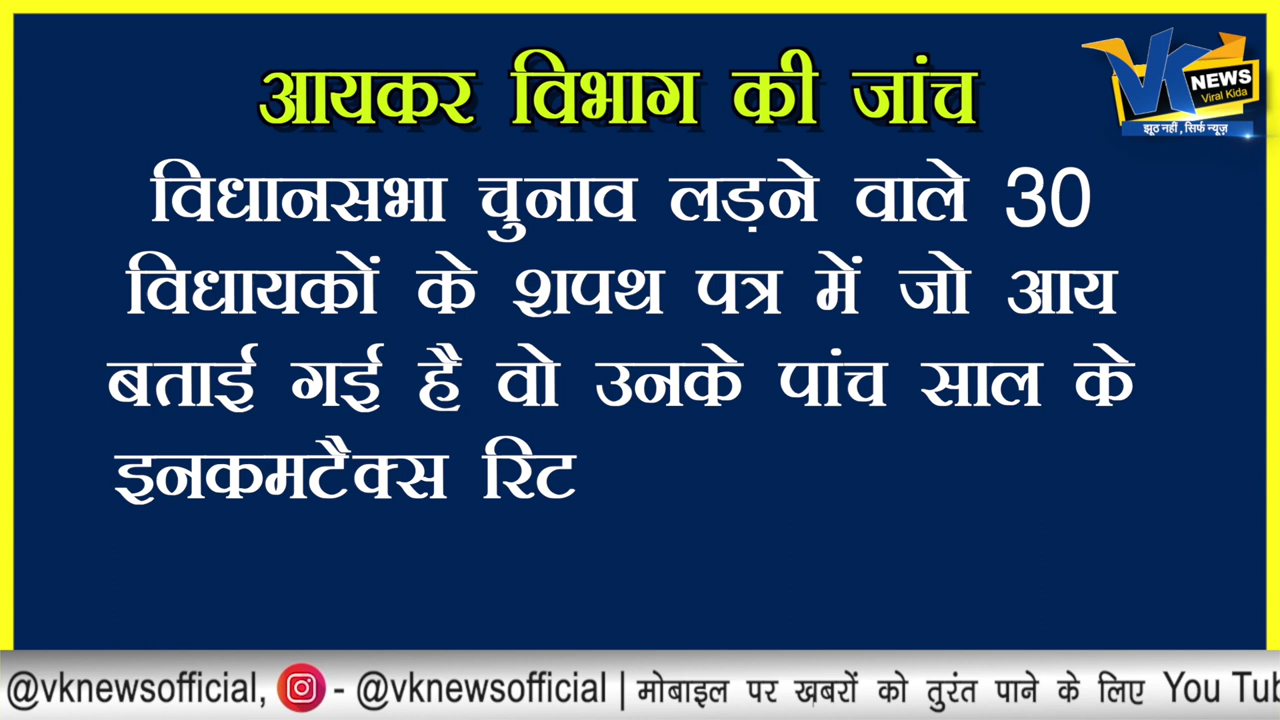 आयकर विभाग की जांच
VK NEWS
Viral Kida
झूठ नहीं, सिर्फ न्यूज़
विधानसभा चुनाव लड़ने वाले 30
विधायकों के शपथ पत्र में जो आय
बताई गई है वो उनके पांच साल के
इनकमटैक्स रिट
@vknewsofficial, - @vknewsofficial | मोबाइल पर ख़बरों को तुरंत पाने के लिए You Tub